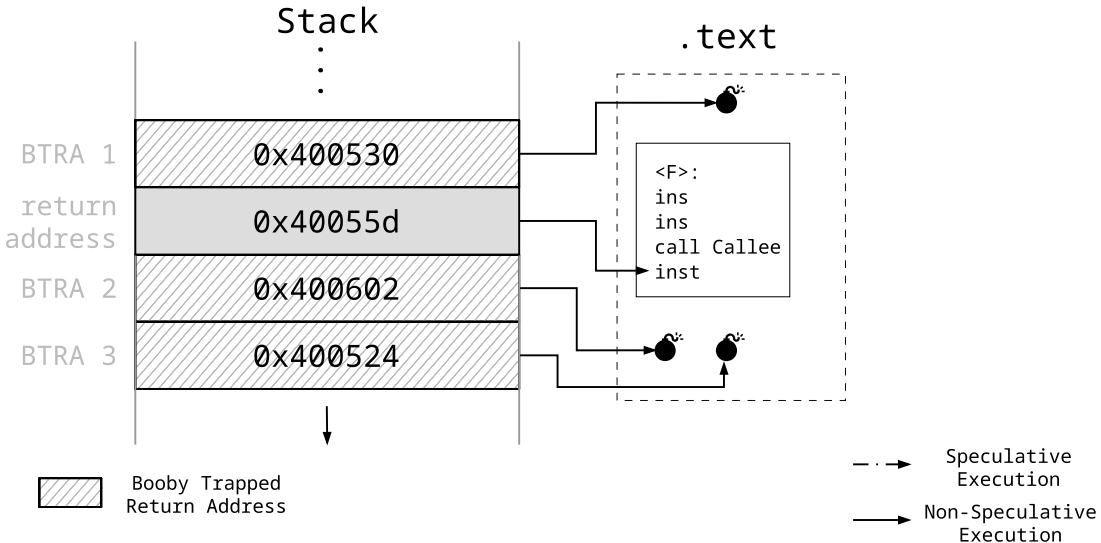 Stack
.text
BTRA 1
0x400530
return
address
0x40055d
BTRA 2
0x400602
BTRA 3
0x400524
<F>:
ins
ins
call Callee
inst
Booby Trapped
Return Address
Speculative
Execution
Non-Speculative
Execution